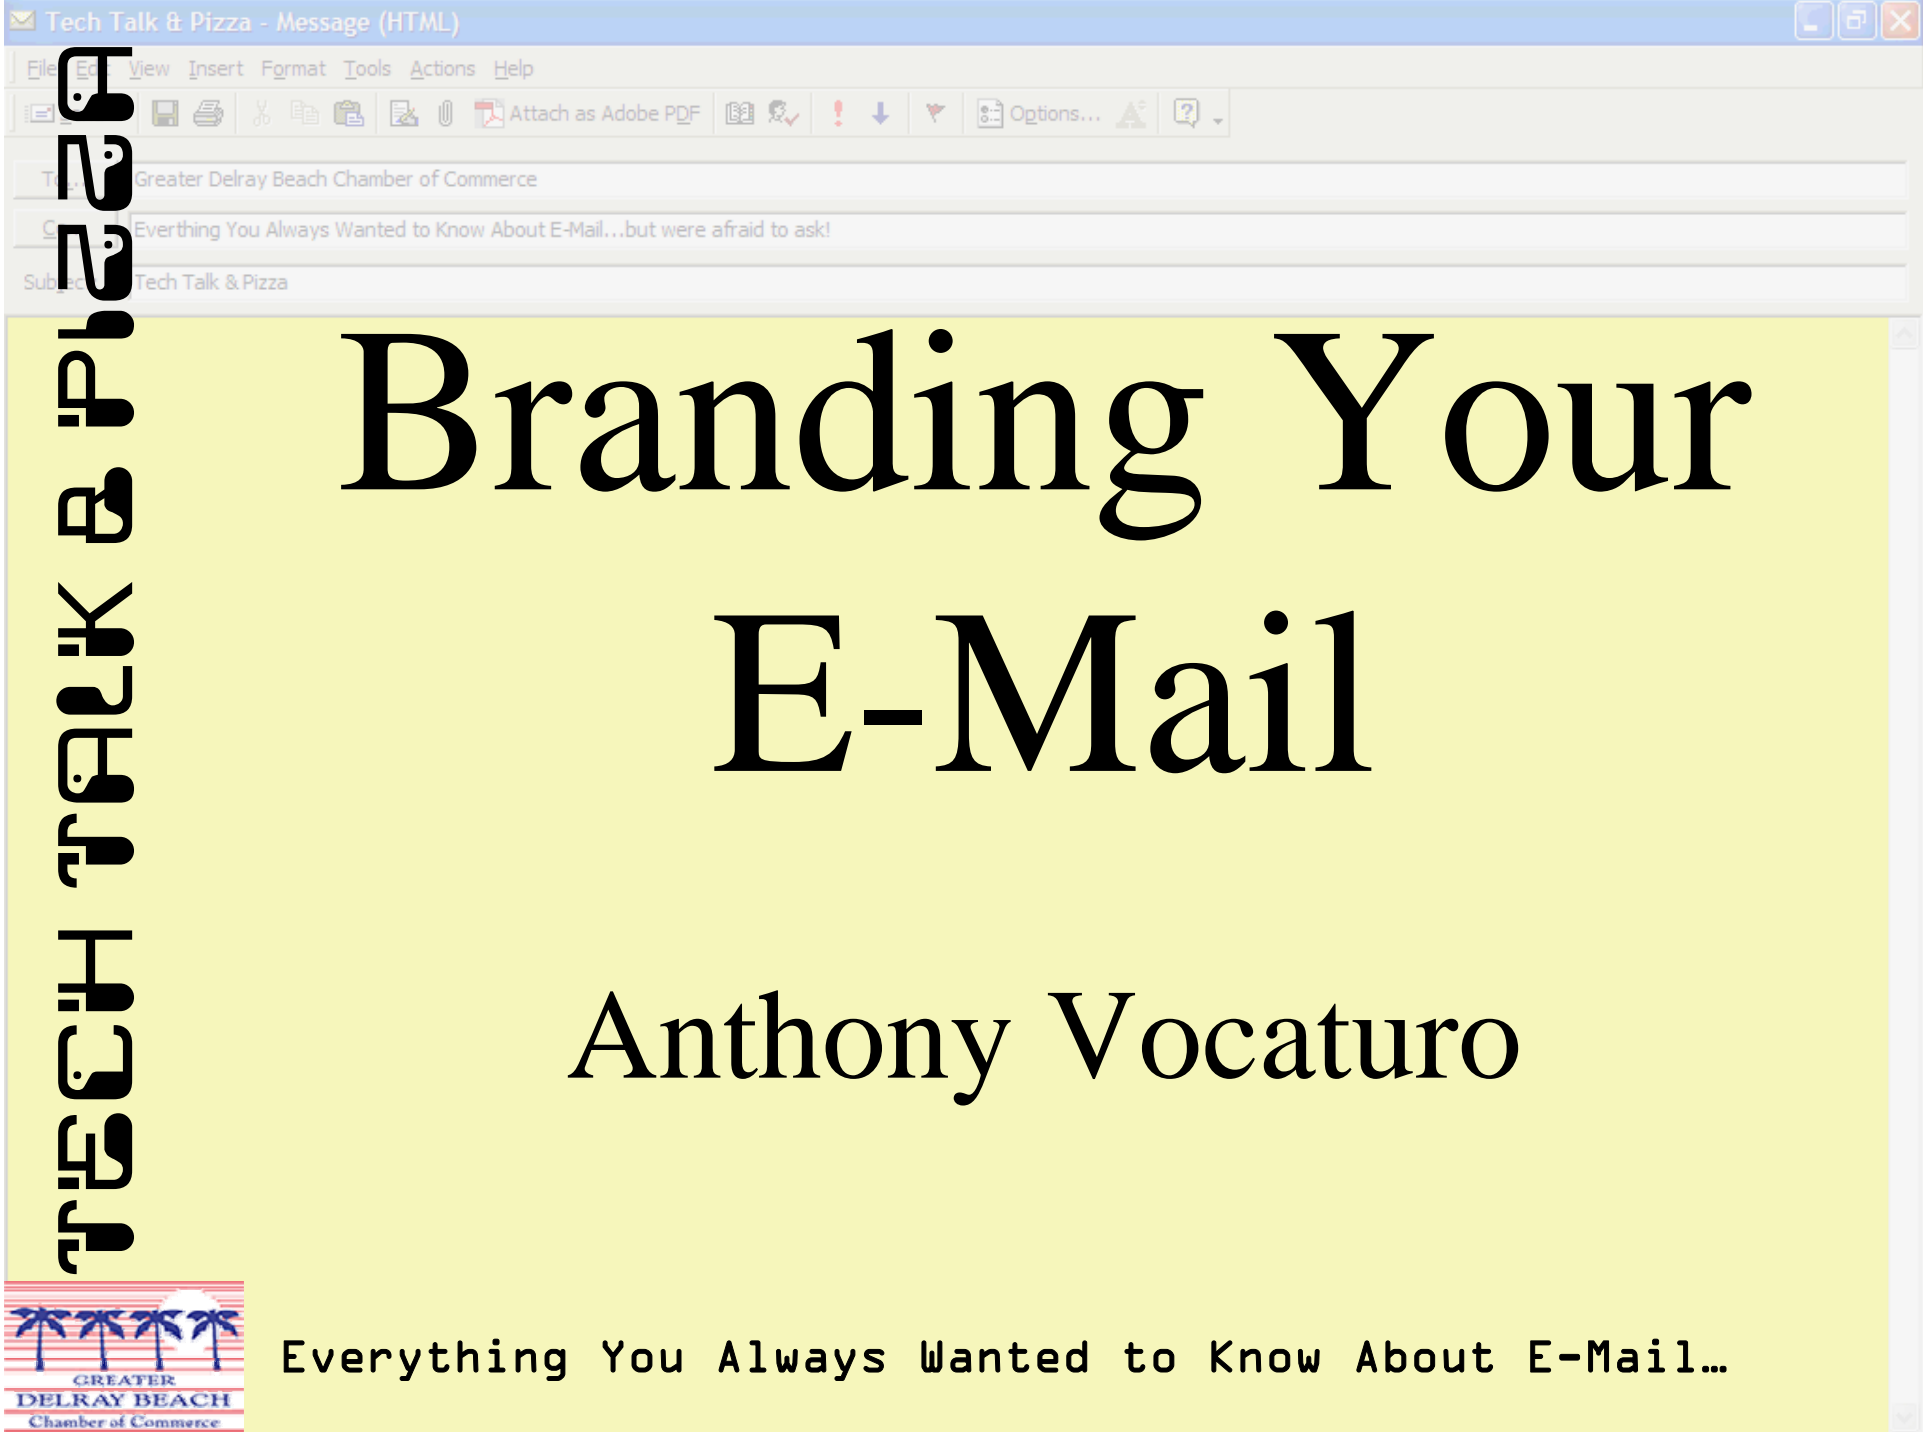 Tech Talk & Pizza - Message (HTML)
File Edit View Insert Format Tools Actions Help
Attach as Adobe PDF Options...
To... Greater Delray Beach Chamber of Commerce
Everthing You Always Wanted to Know About E-Mail...but were afraid to ask!
Subject: Tech Talk & Pizza
TECH TALK & PIZZA
Branding Your
E-Mail
Anthony Vocaturo
Everything You Always Wanted to Know About E-Mail…
GREATER
DELRAY BEACH
Chamber of Commerce